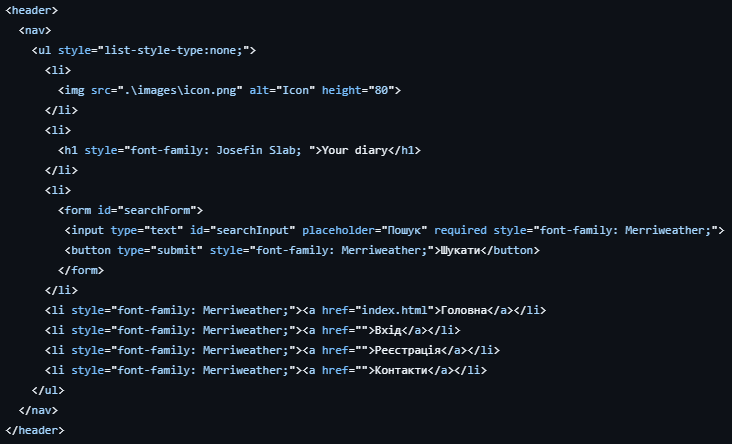 <header>
<nav>
<ul style="list-style-type:none;">
<li>
<img src=".\images\icon.png" alt="Icon" height="80">
</li>
<li>
<h1 style="font-family: Josefin Slab; ">Your diary</h1>
</li>
<li>
<form id="searchForm">
<input type="text" id="searchInput" placeholder="Пошук" required style="font-family: Merriweather;">
<button type="submit" style="font-family: Merriweather;">Шукати</button>
</form>
</li>
<li style="font-family: Merriweather;"><a href="index.html">Головна</a></li>
<li style="font-family: Merriweather;"><a href="">Вхід</a></li>
<li style="font-family: Merriweather;"><a href="">Реєстрація</a></li>
<li style="font-family: Merriweather;"><a href="">Контакти</a></li>
</ul>
</nav>
</header>